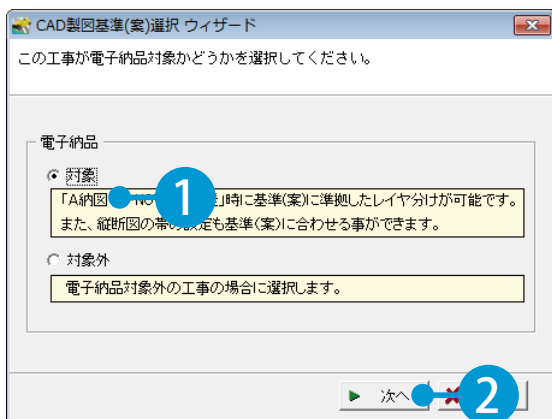 CAD製図基準(案)選択 ウィザード
この工事が電子納品対象かどうかを選択してください。
電子納品
対象
「A納図 NO 」時に基準(案)に準拠したレイヤ分けが可能です。
また、縦断図の帯の設定も基準(案)に合わせる事ができます。
1
対象外
電子納品対象外の工事の場合に選択します。
次へ
2